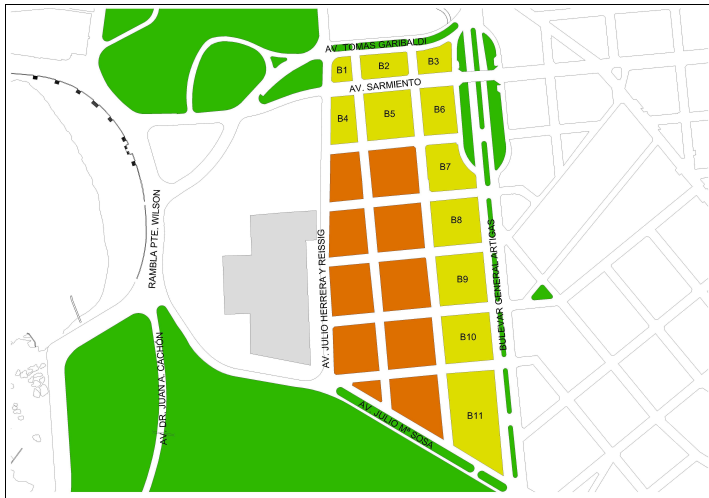 AV. TOMAS GARIBALDI
B1
B2
B3
AV. SARMIENTO
B4
B5
B6
B7
RAMBLA PTE. WILSON
AV. JULIO HERRERA Y REISSIG
B8
BULEVAR GENERAL ARTIGAS
B9
B10
AV. DR. JUAN A. CACHÓN
AV. JULIO Mª SOSA
B11